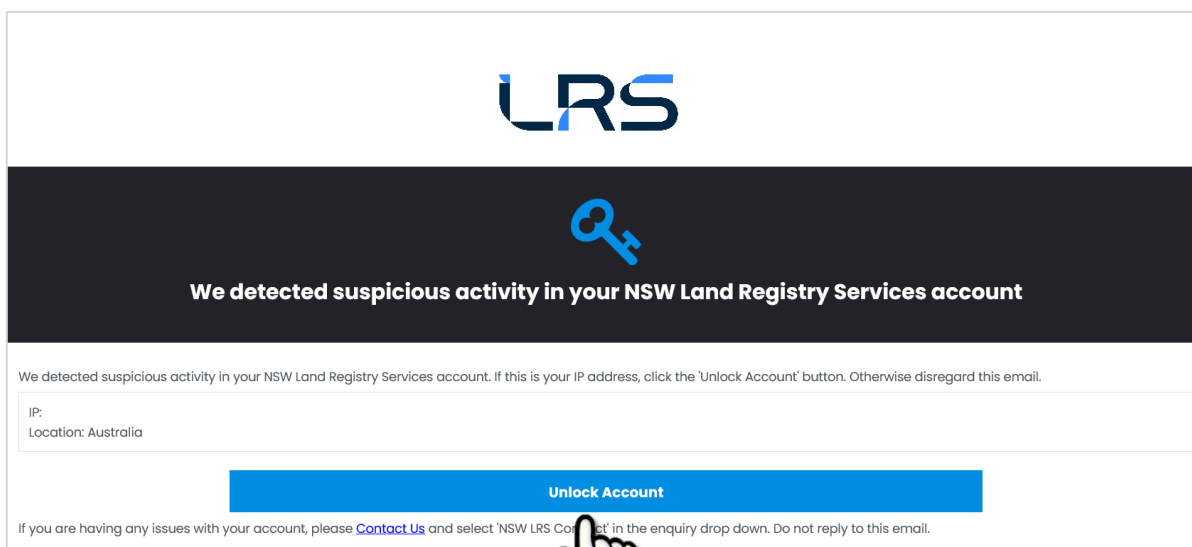 LRS
We detected suspicious activity in your NSW Land Registry Services account
We detected suspicious activity in your NSW Land Registry Services account. If this is your IP address, click the 'Unlock Account' button. Otherwise disregard this email.
IP:
Location: Australia
Unlock Account
If you are having any issues with your account, please Contact Us and select 'NSW LRS Connect' in the enquiry drop down. Do not reply to this email.